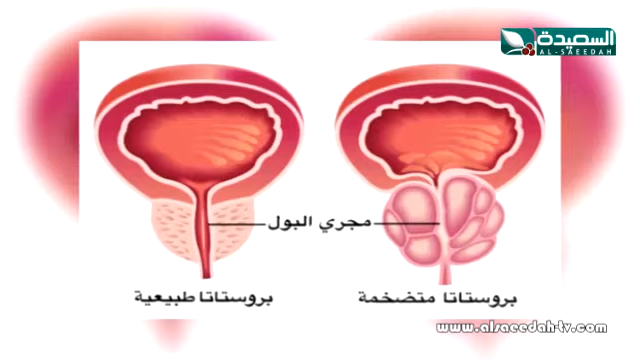 السعيدة
AL-SAEEDAH
مجري البول
بروستاتا متضخمة
بروستاتا طبيعية
www.alsaeedah-tv.com